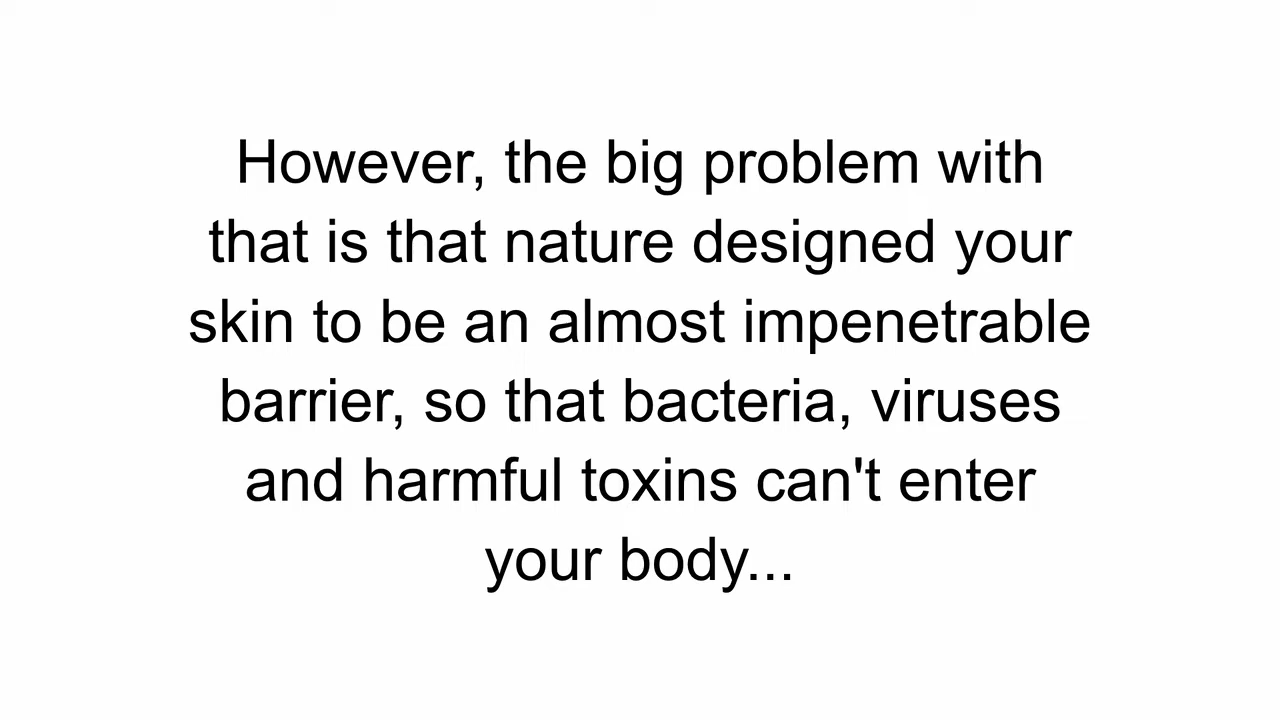 However, the big problem with
that is that nature designed your
skin to be an almost impenetrable
barrier, so that bacteria, viruses
and harmful toxins can't enter
your body...